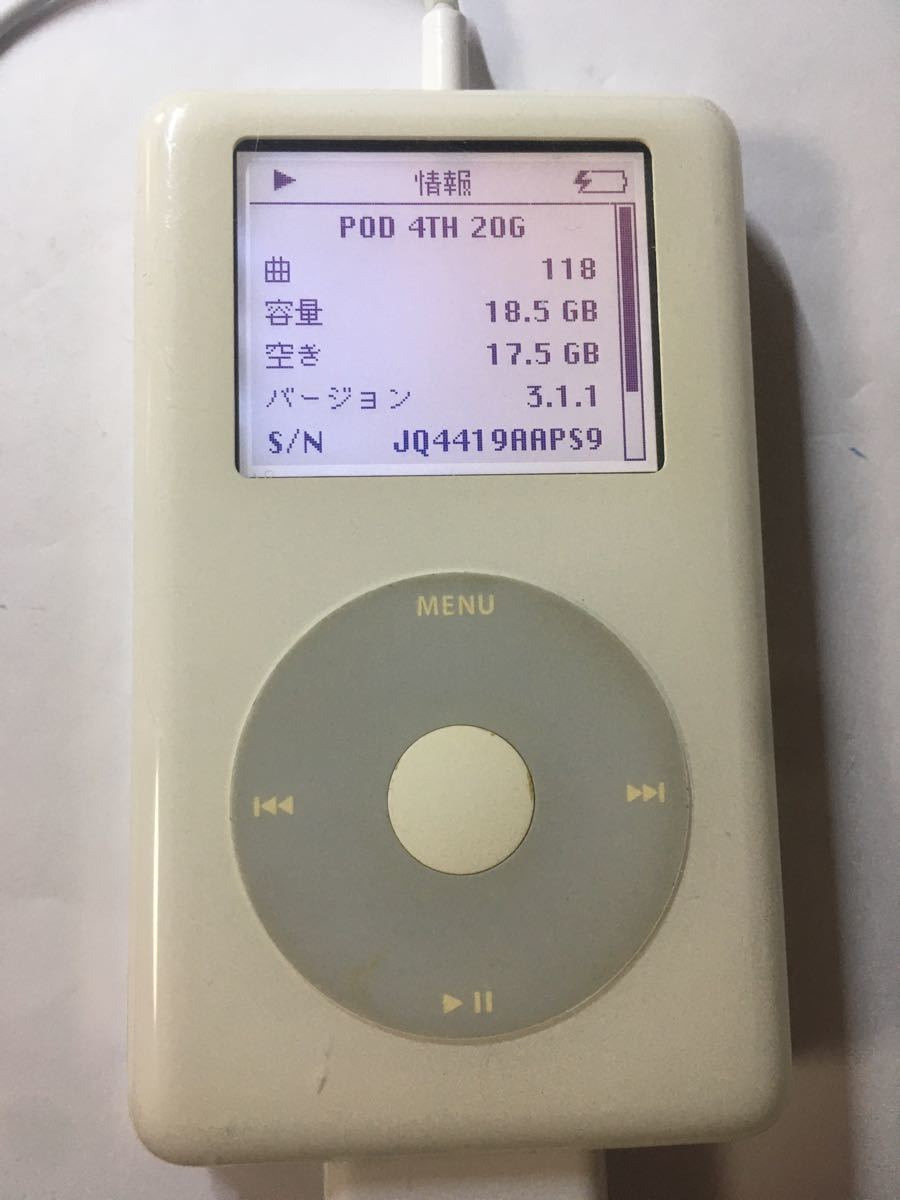 情報
POD 4TH 20G
曲 118
容量 18.5 GB
空き 17.5 GB
バージョン 3.1.1
S/N JQ4419AAPS9
MENU